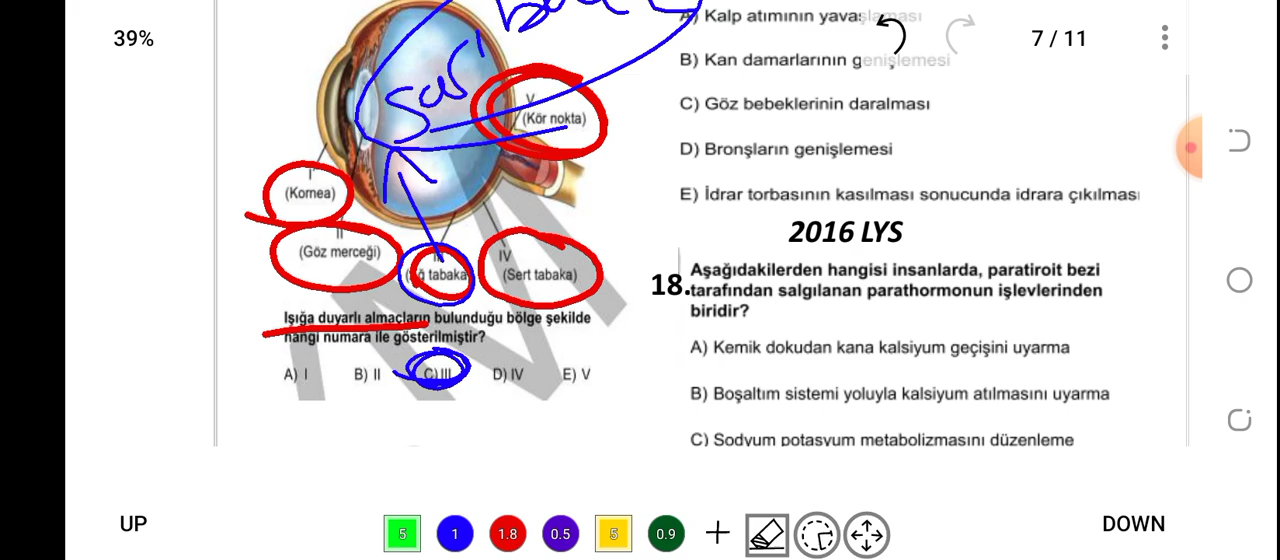 39%
7 / 11
Sarı
V
(Kör nokta)
I
(Kornea)
II
(Göz merceği)
(Ağ tabaka)
IV
(Sert tabaka)
Işığa duyarlı almaçların bulunduğu bölge şekilde
hangi numara ile gösterilmiştir?
A) I
B) II
C) III
D) IV
E) V
A) Kalp atımının yavaşlaması
B) Kan damarlarının genişlemesi
C) Göz bebeklerinin daralması
D) Bronşların genişlemesi
E) İdrar torbasının kasılması sonucunda idrara çıkılması
2016 LYS
18.
Aşağıdakilerden hangisi insanlarda, paratiroit bezi
tarafından salgılanan parathormonun işlevlerinden
biridir?
A) Kemik dokudan kana kalsiyum geçişini uyarma
B) Boşaltım sistemi yoluyla kalsiyum atılmasını uyarma
C) Sodyum potasyum metabolizmasını düzenleme
UP
5
1
1.8
0.5
5
0.9
DOWN